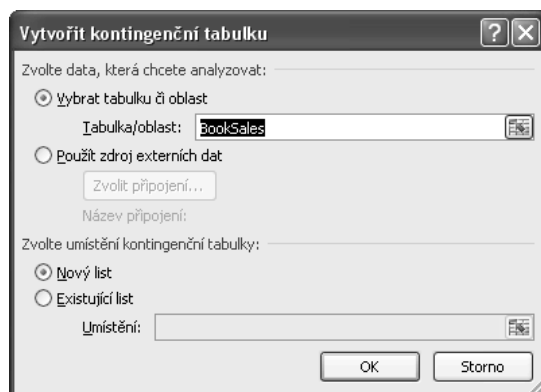 Vytvořit kontingenční tabulku
Zvolte data, která chcete analyzovat:
Vybrat tabulku či oblast
Tabulka/oblast: BookSales
Použít zdroj externích dat
Zvolit připojení...
Název připojení:
Zvolte umístění kontingenční tabulky:
Nový list
Existující list
Umístění:
OK Storno